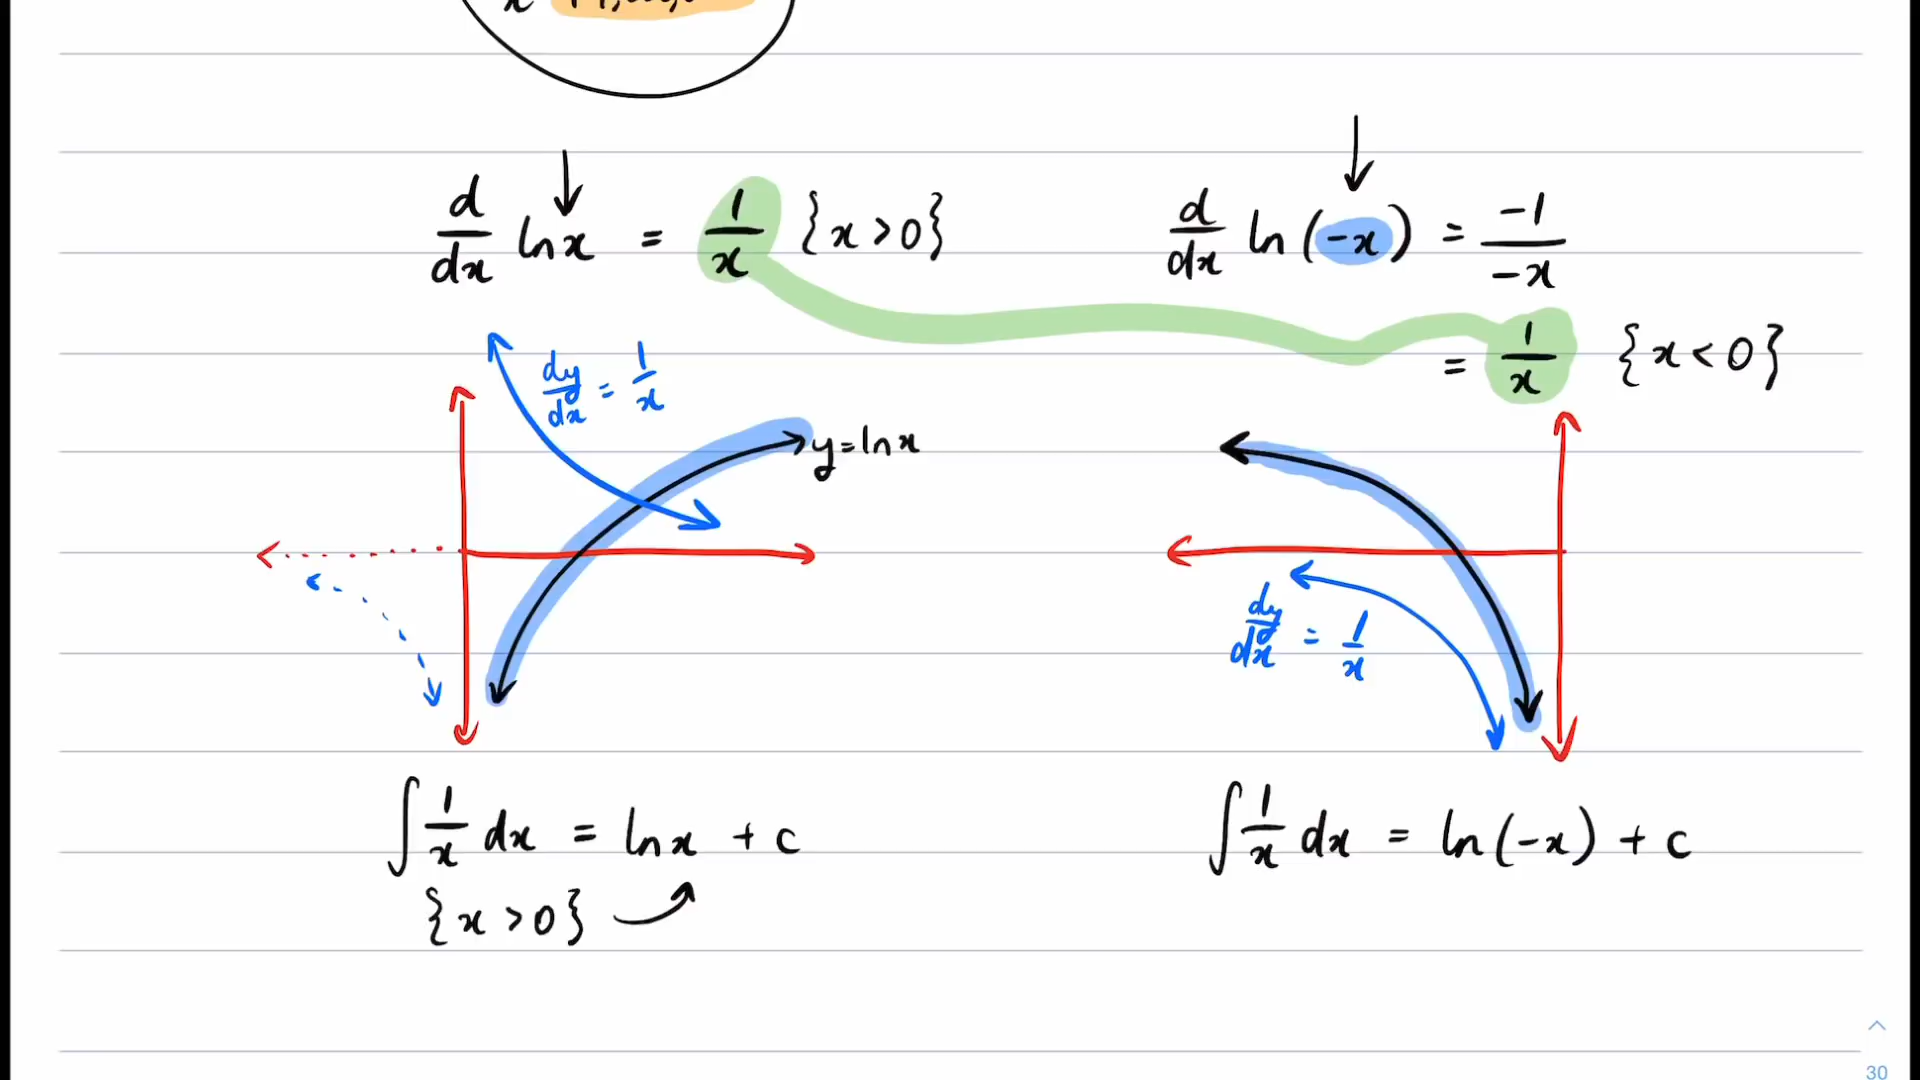 x
d/dx ln x = 1/x {x > 0}
d/dx ln(-x) = -1/-x
= 1/x {x < 0}
dy/dx = 1/x
y = ln x
dy/dx = 1/x
∫ 1/x dx = ln x + c
{x > 0}
∫ 1/x dx = ln(-x) + c
30